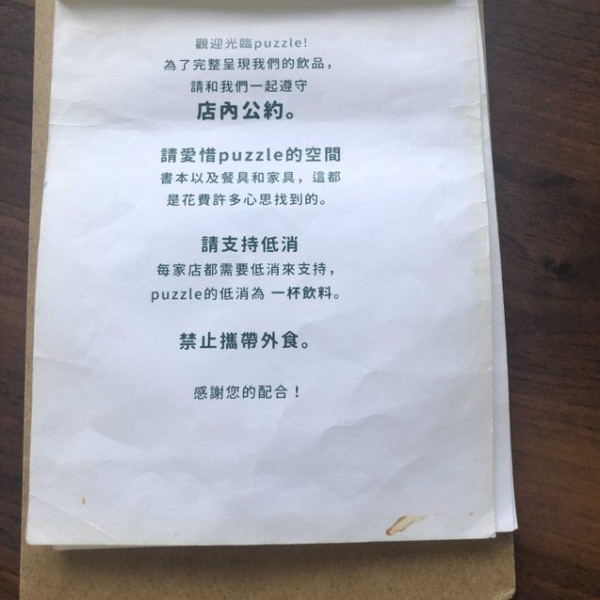 觀迎光臨puzzle!
為了完整呈現我們的飲品，
請和我們一起遵守
店內公約。
請愛惜puzzle的空間
書本以及餐具和家具，這都
是花費許多心思找到的。
請支持低消
每家店都需要低消來支持，
puzzle的低消為 一杯飲料。
禁止攜帶外食。
感謝您的配合！